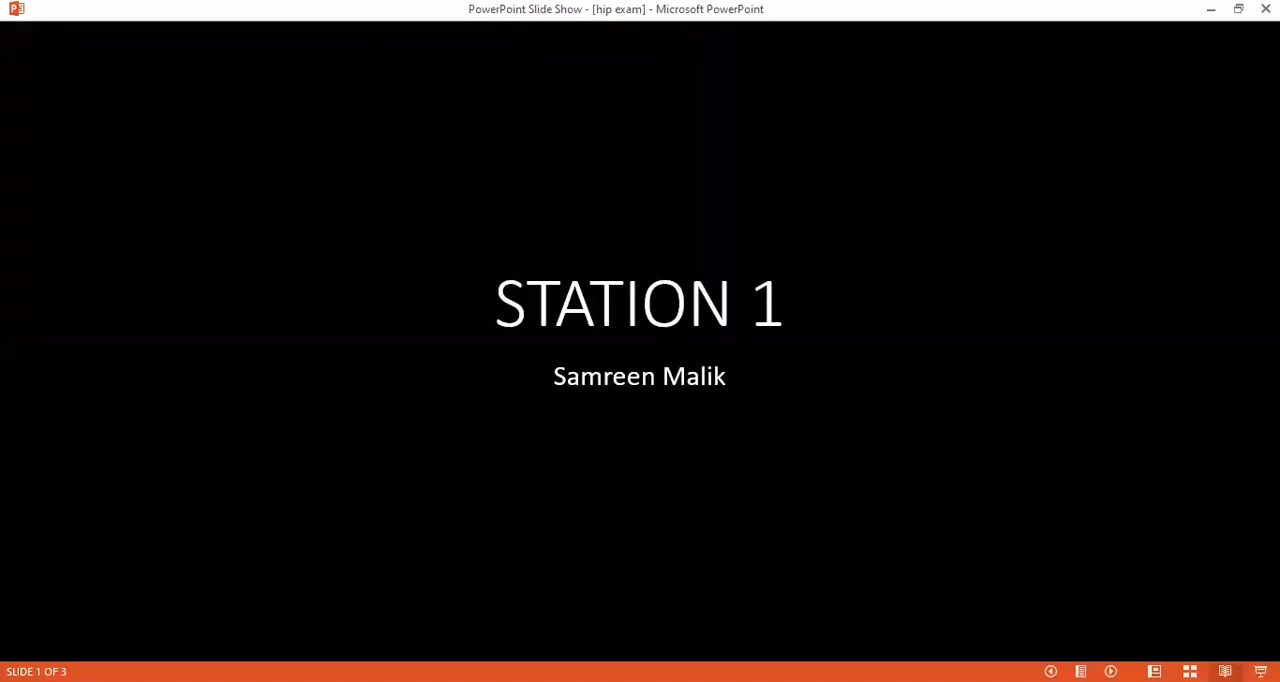 PowerPoint Slide Show - [hip exam] - Microsoft PowerPoint
STATION 1
Samreen Malik
SLIDE 1 OF 3